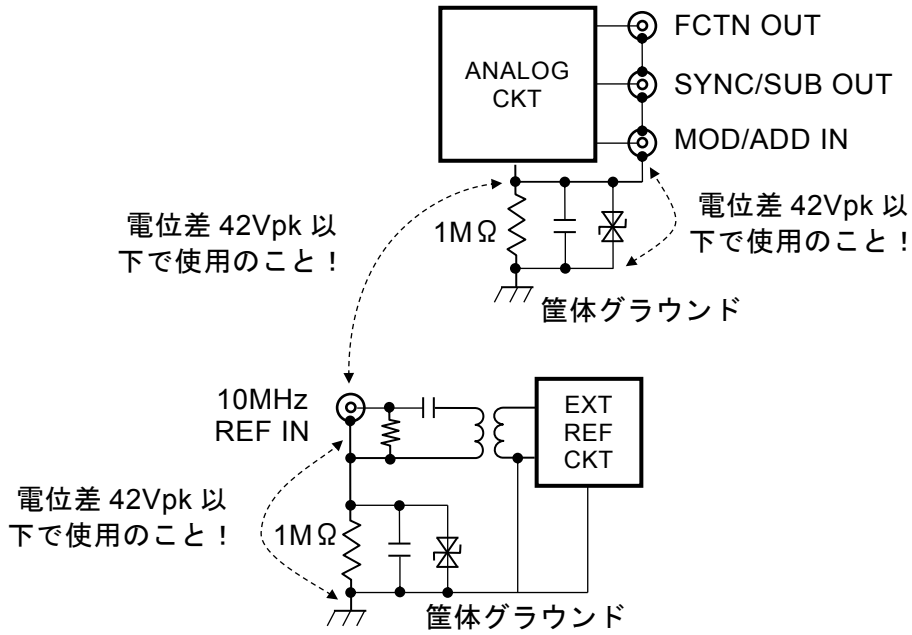 FCTN OUT
ANALOG
CKT
SYNC/SUB OUT
MOD/ADD IN
電位差 42Vpk 以
下で使用のこと！
1MΩ
電位差 42Vpk 以
下で使用のこと！
筐体グラウンド
10MHz
REF IN
EXT
REF
CKT
電位差 42Vpk 以
下で使用のこと！
1MΩ
筐体グラウンド